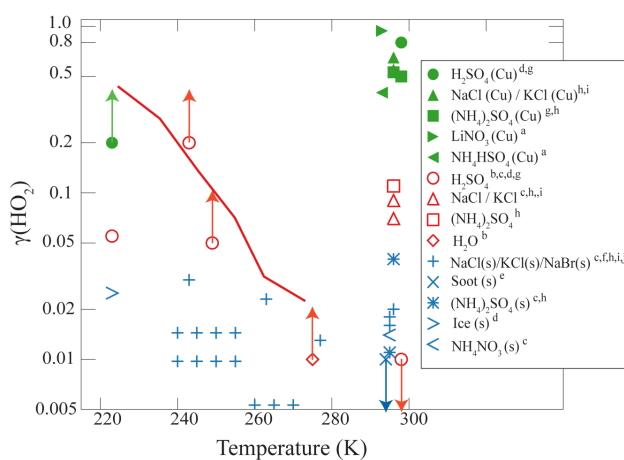 1.0
0.8
0.5
0.2
0.1
0.05
0.02
0.01
0.005
γ(HO₂)
220
240
260
280
300
Temperature (K)
H₂SO₄ (Cu) d,g
NaCl (Cu) / KCl (Cu) h,i
(NH₄)₂SO₄ (Cu) g,h
LiNO₃ (Cu) a
NH₄HSO₄ (Cu) a
H₂SO₄ b,c,d,g
NaCl / KCl c,h,,i
(NH₄)₂SO₄ h
H₂O b
NaCl(s)/KCl(s)/NaBr(s) c,f,h,i,j
Soot (s) e
(NH₄)₂SO₄ (s) c,h
Ice (s) d
NH₄NO₃ (s) c